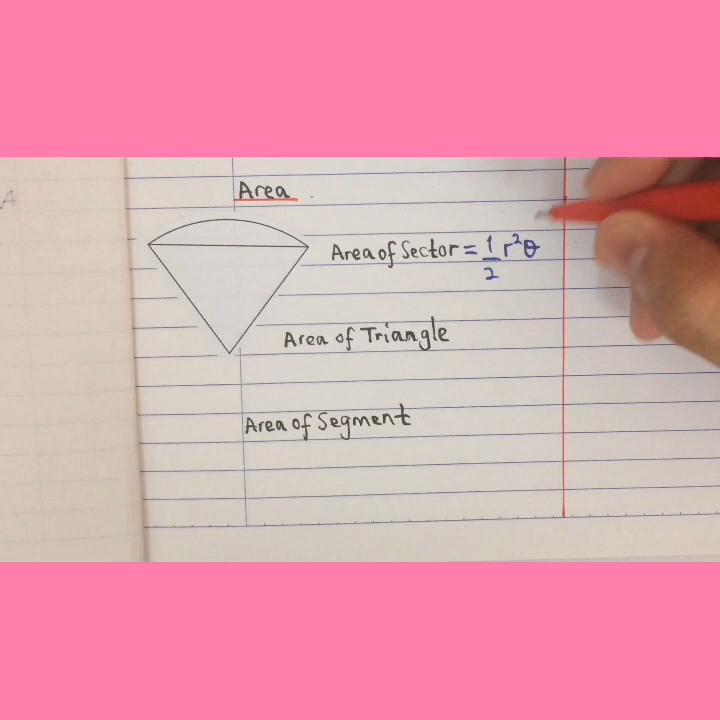 A
Area
Area of Sector = 1/2 r²θ
Area of Triangle
Area of Segment